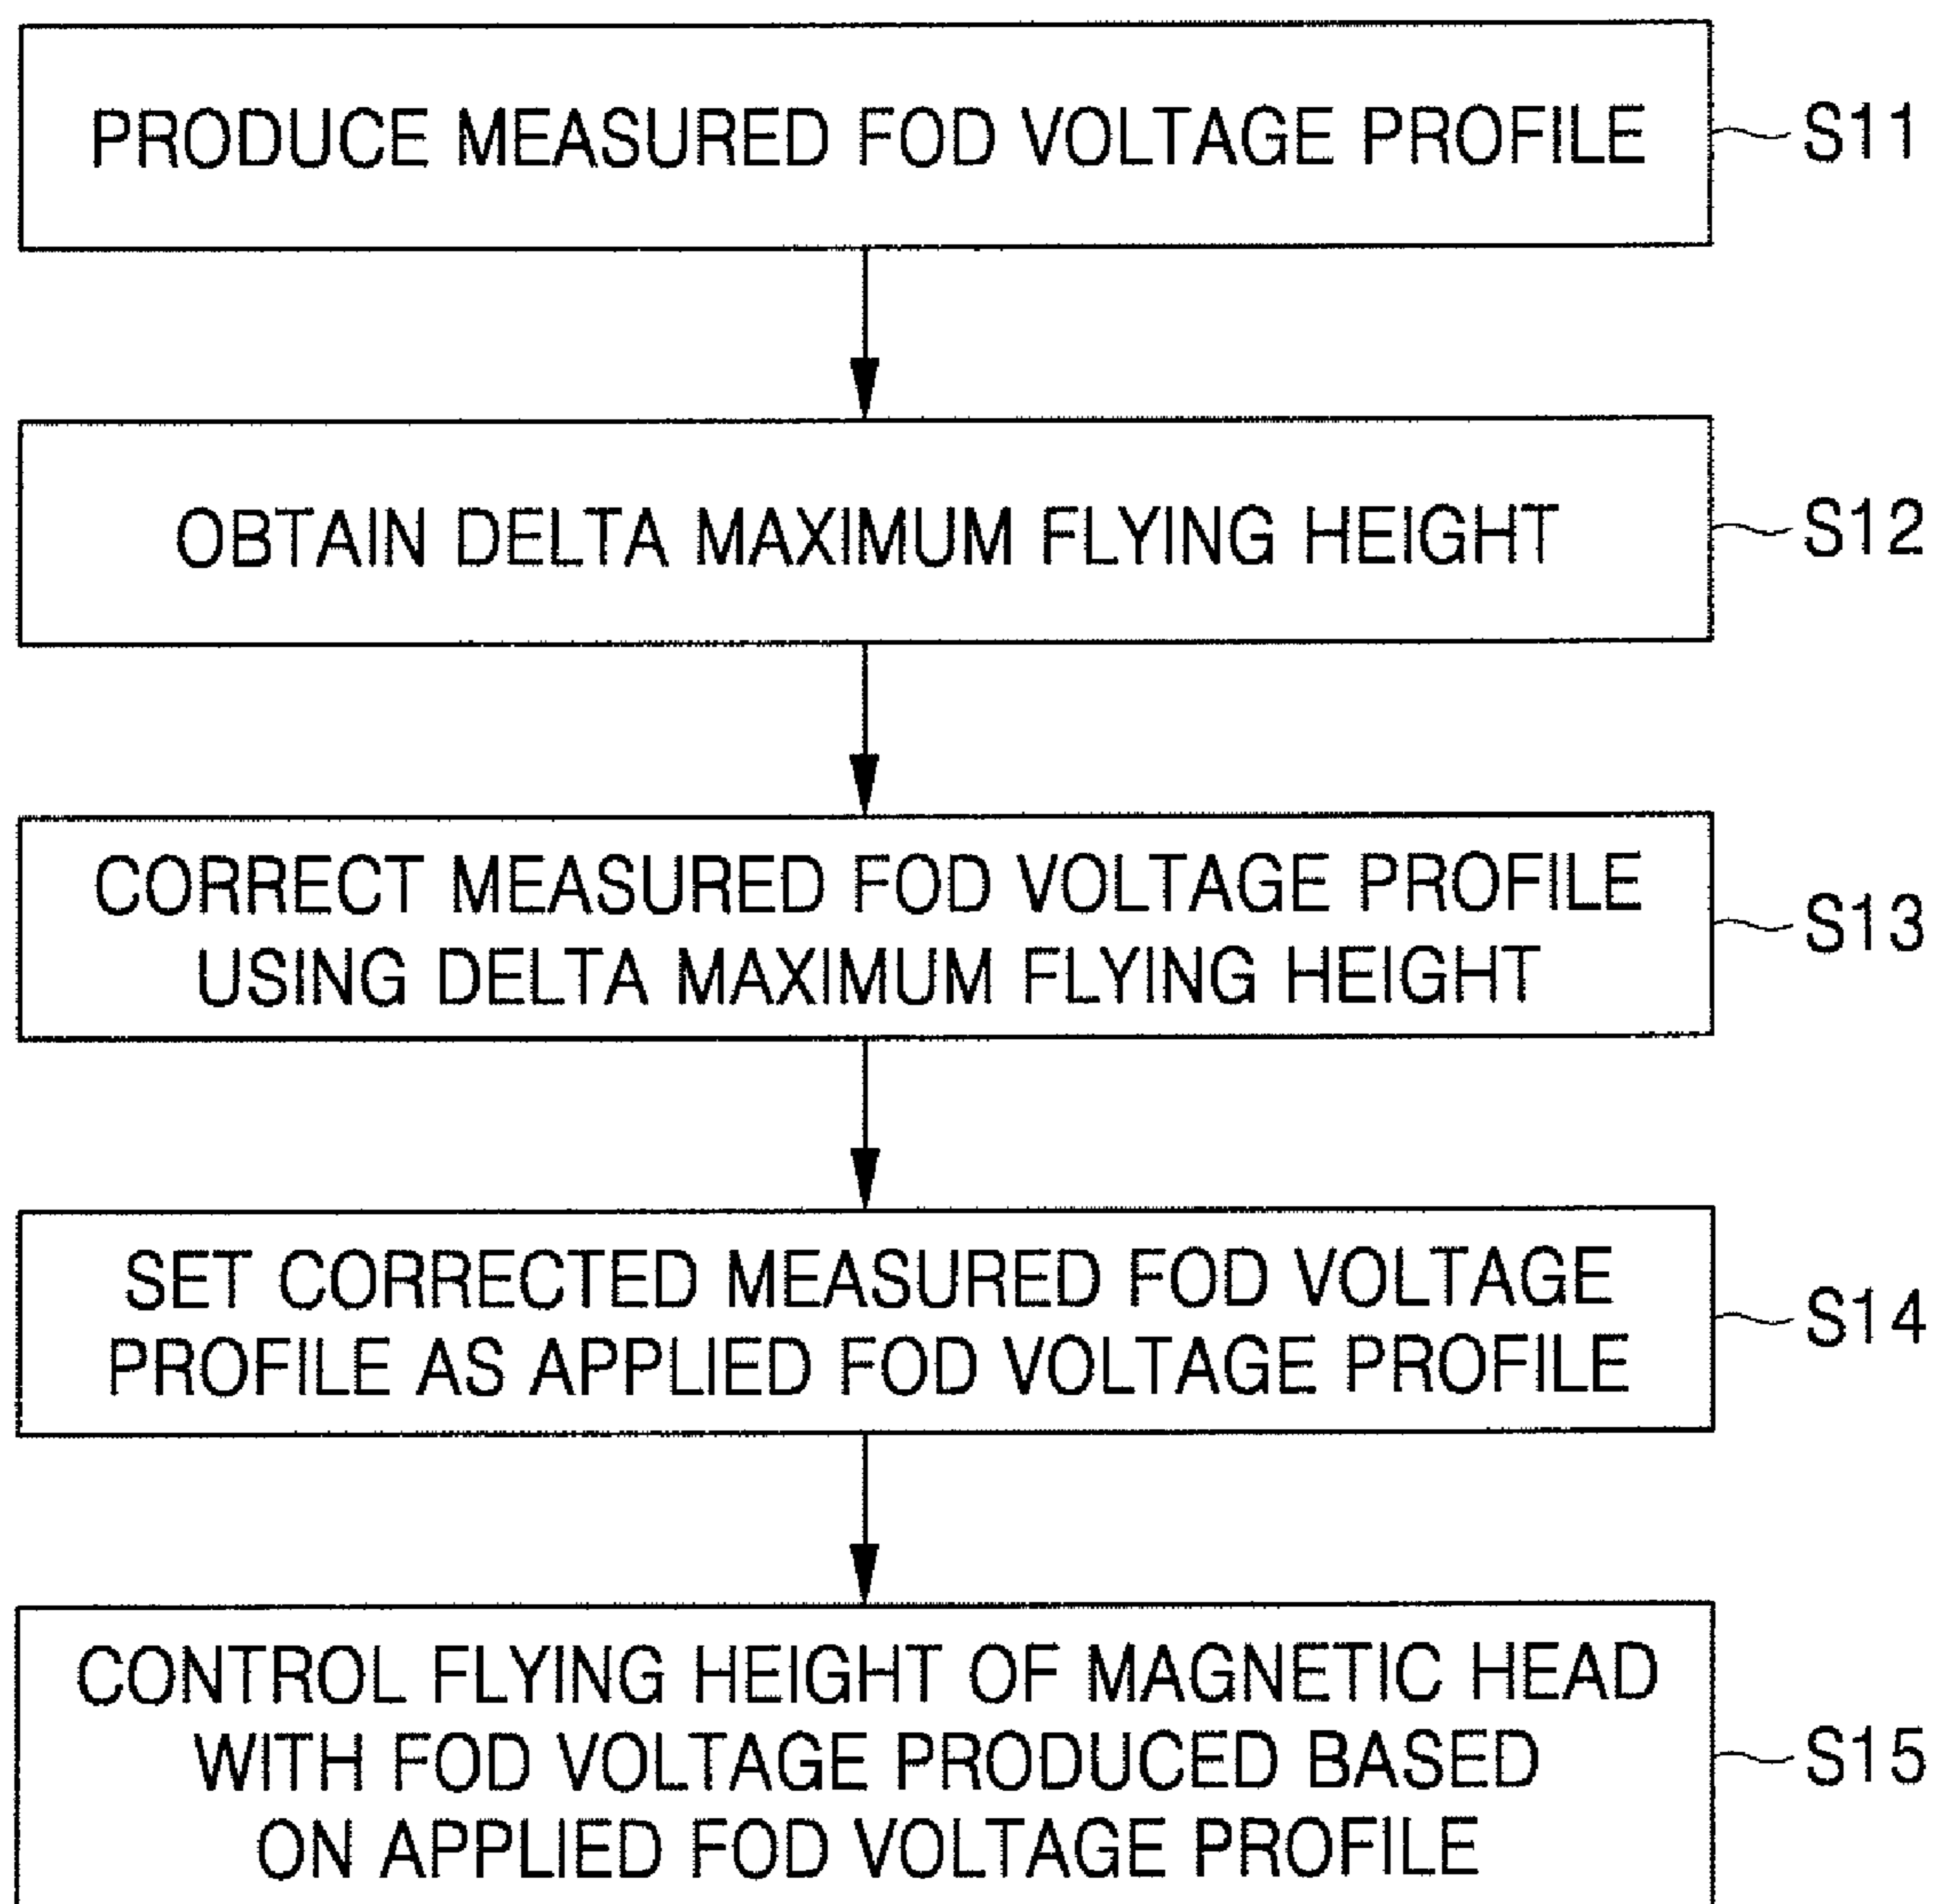 PRODUCE MEASURED FOD VOLTAGE PROFILE
S11
OBTAIN DELTA MAXIMUM FLYING HEIGHT
S12
CORRECT MEASURED FOD VOLTAGE PROFILE
USING DELTA MAXIMUM FLYING HEIGHT
S13
SET CORRECTED MEASURED FOD VOLTAGE
PROFILE AS APPLIED FOD VOLTAGE PROFILE
S14
CONTROL FLYING HEIGHT OF MAGNETIC HEAD
WITH FOD VOLTAGE PRODUCED BASED
ON APPLIED FOD VOLTAGE PROFILE
S15